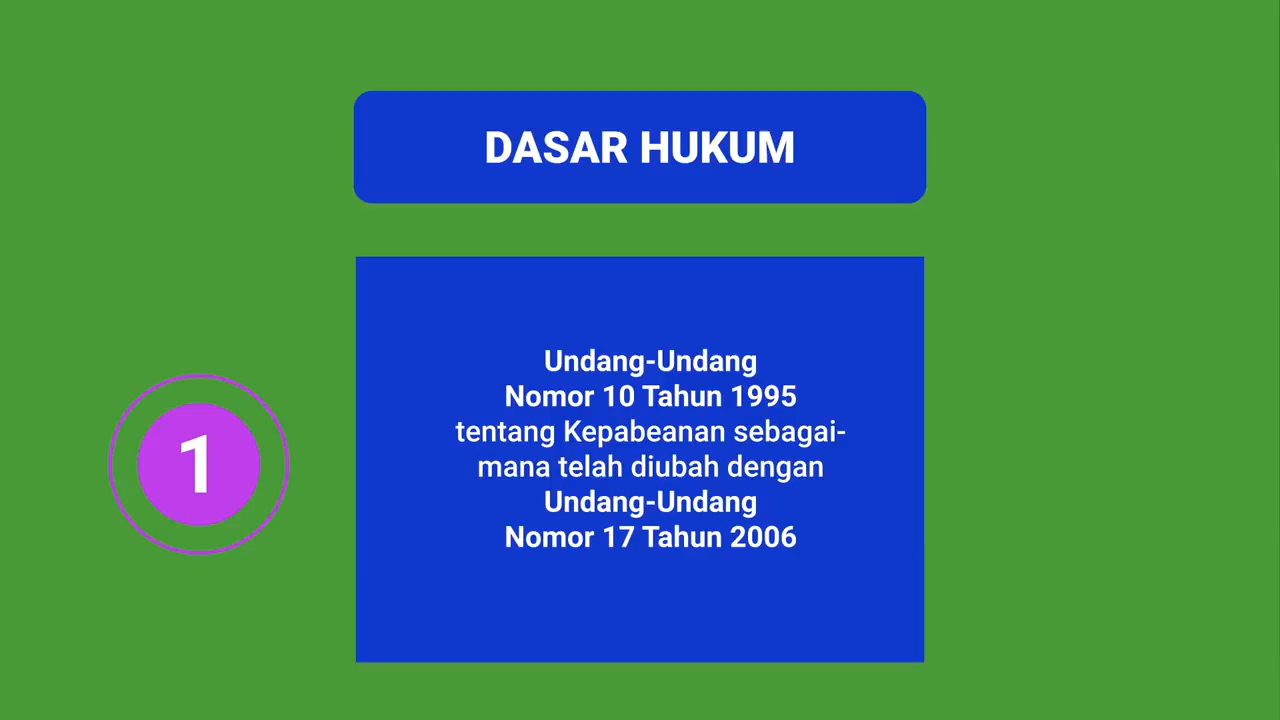 DASAR HUKUM
1
Undang-Undang
Nomor 10 Tahun 1995
tentang Kepabeanan sebagai-
mana telah diubah dengan
Undang-Undang
Nomor 17 Tahun 2006